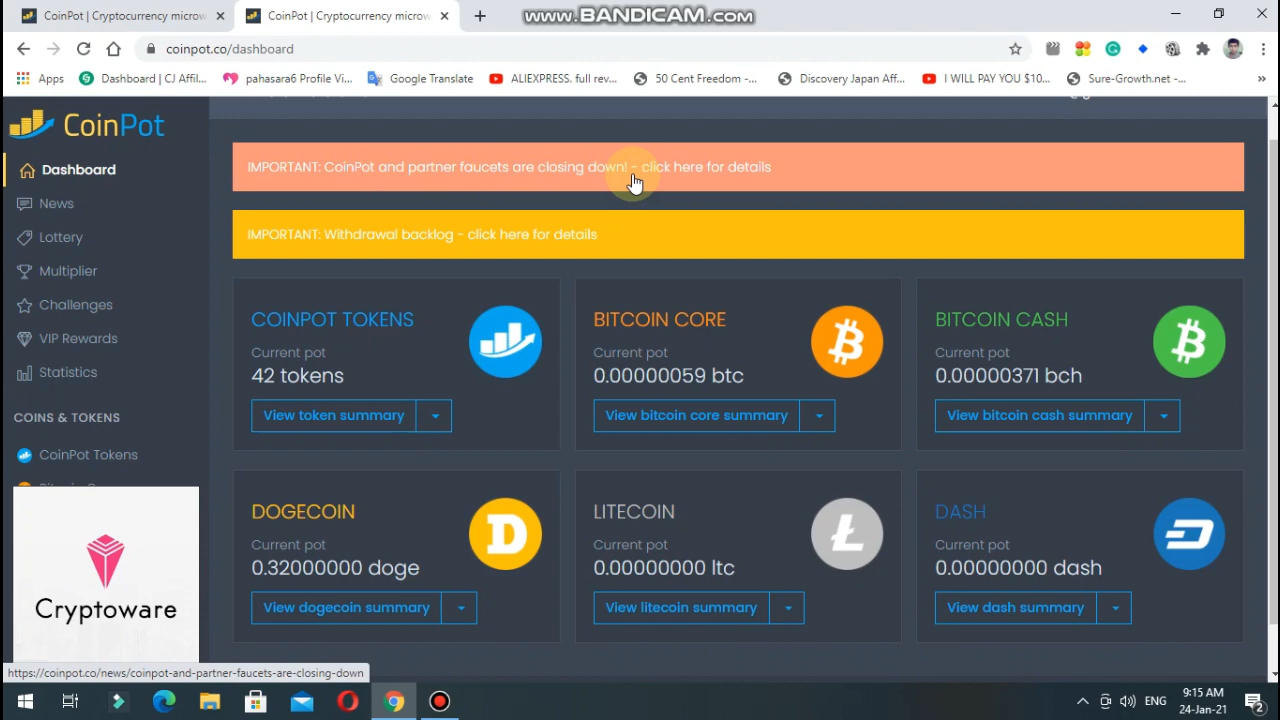 CoinPot | Cryptocurrency microw
CoinPot | Cryptocurrency microw
www.BANDICAM.com
coinpot.co/dashboard
Apps
Dashboard | CJ Affil...
pahasara6 Profile Vi...
Google Translate
ALIEXPRESS. full rev...
50 Cent Freedom -...
Discovery Japan Aff...
I WILL PAY YOU $10...
Sure-Growth.net -...
CoinPot
Dashboard
News
Lottery
Multiplier
Challenges
VIP Rewards
Statistics
COINS & TOKENS
CoinPot Tokens
Cryptoware
IMPORTANT: CoinPot and partner faucets are closing down! - click here for details
IMPORTANT: Withdrawal backlog - click here for details
COINPOT TOKENS
Current pot
42 tokens
View token summary
BITCOIN CORE
Current pot
0.00000059 btc
View bitcoin core summary
BITCOIN CASH
Current pot
0.00000371 bch
View bitcoin cash summary
DOGECOIN
Current pot
0.32000000 doge
View dogecoin summary
LITECOIN
Current pot
0.00000000 ltc
View litecoin summary
DASH
Current pot
0.00000000 dash
View dash summary
https://coinpot.co/news/coinpot-and-partner-faucets-are-closing-down
ENG
9:15 AM
24-Jan-21
2